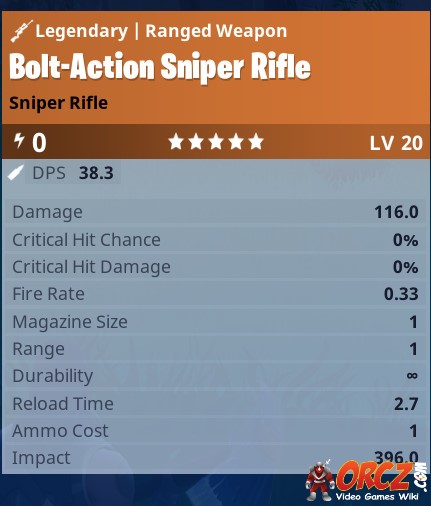 Legendary | Ranged Weapon
Bolt-Action Sniper Rifle
Sniper Rifle
0 ★★★★★ LV 20
DPS 38.3
Damage 116.0
Critical Hit Chance 0%
Critical Hit Damage 0%
Fire Rate 0.33
Magazine Size 1
Range 1
Durability ∞
Reload Time 2.7
Ammo Cost 1
Impact 396.0
ORCZ.COM
Video Games Wiki